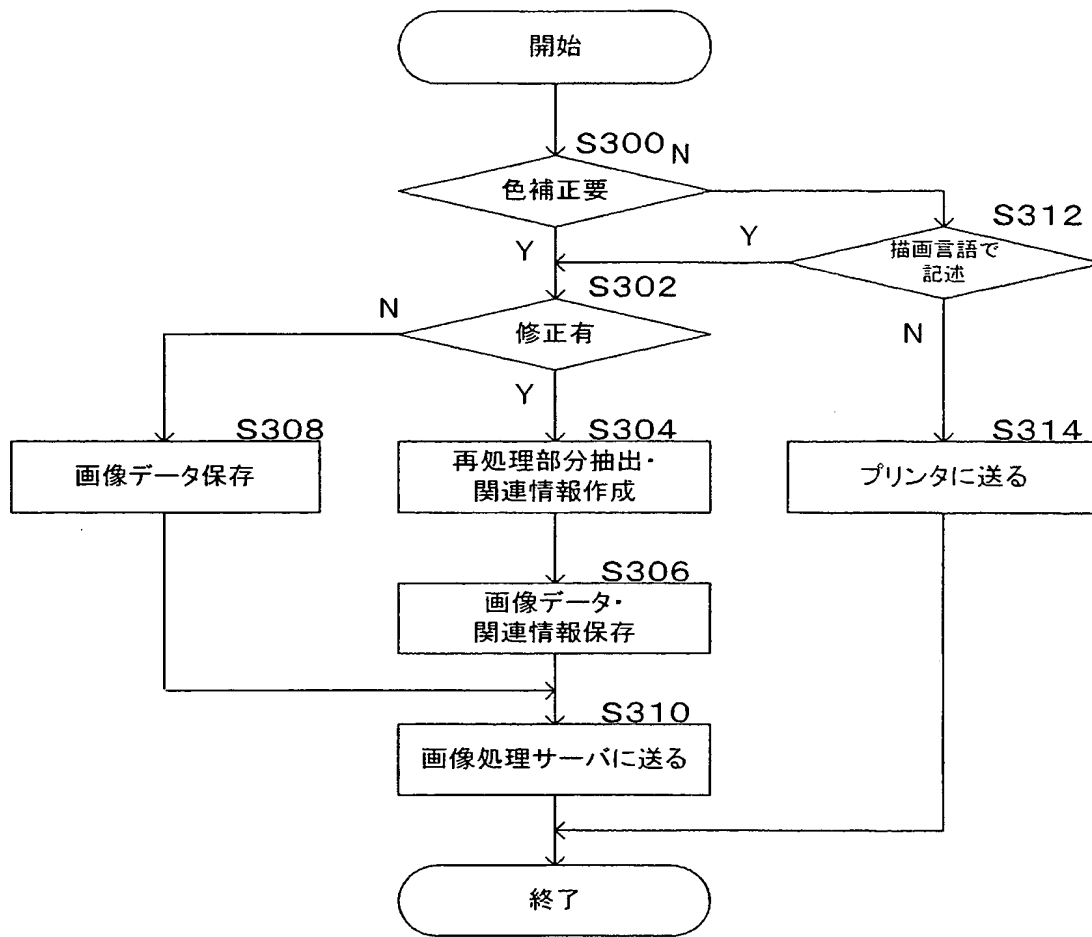 開始
S300
N
色補正要
S312
Y
Y
描画言語で
記述
S302
N
修正有
N
Y
S308
S304
S314
画像データ保存
再処理部分抽出・
関連情報作成
プリンタに送る
S306
画像データ・
関連情報保存
S310
画像処理サーバに送る
終了